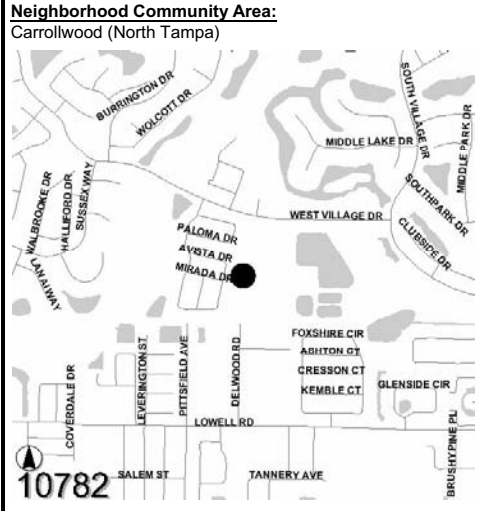 Neighborhood Community Area:
Carrollwood (North Tampa)
BURRINGTON DR
WOLCOTT DR
SOUTH VILLAGE DR
MIDDLE PARK DR
MIDDLE LAKE DR
WALBROOKE DR
HALLIFORD DR
SUSSEX WAY
SOUTHPARK DR
WEST VILLAGE DR
PALOMA DR
CLUBSIDE DR
AVISTA DR
LANAI WAY
MIRADA DR
FOXSHIRE CIR
LEVERINGTON ST
PITTSFIELD AVE
DELWOOD RD
ASHTON CT
CRESSON CT
COVERDALE DR
KEMBLE CT
GLENSIDE CIR
LOWELL RD
BRUSHY PINE PL
SALEM ST
TANNERY AVE
10782